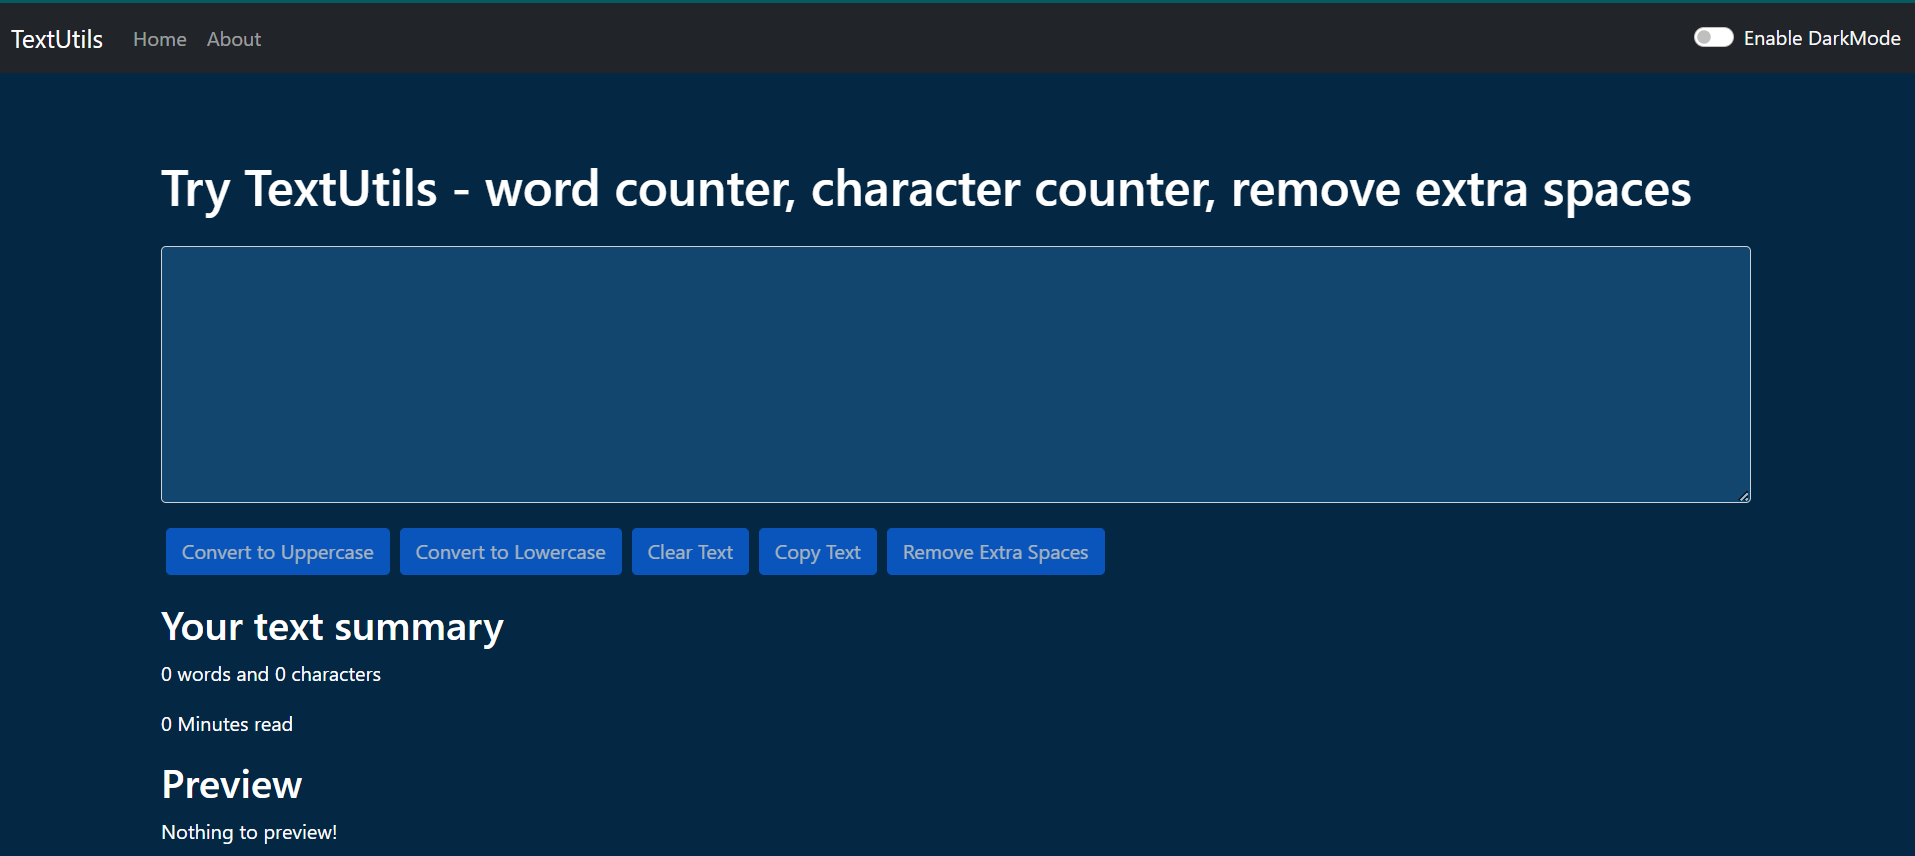 TextUtils Home About Enable DarkMode
Try TextUtils - word counter, character counter, remove extra spaces
Convert to Uppercase Convert to Lowercase Clear Text Copy Text Remove Extra Spaces
Your text summary
0 words and 0 characters
0 Minutes read
Preview
Nothing to preview!